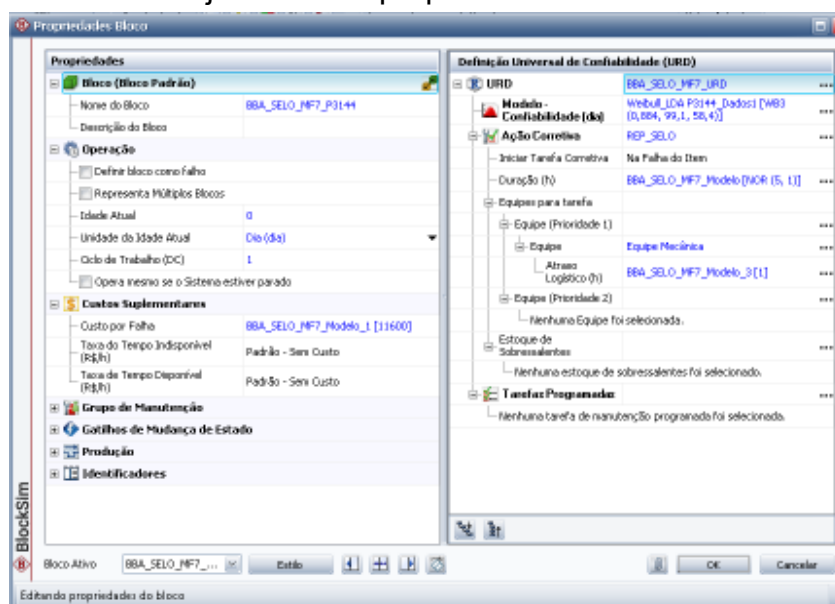 Propriedades Bloco
Propriedades
Bloco (Bloco Padrão)
Nome do Bloco BBA_SELO_MF7_P3144
Descrição do Bloco
Operação
Definir bloco como falho
Representa Múltiplos Blocos
Idade Atual 0
Unidade da Idade Atual Dia (dia)
Ciclo de Trabalho (DC) 1
Opera mesmo se o Sistema estiver parado
Custos Suplementares
Custo por Falha BBA_SELO_MF7_Modelo_1 [11600]
Taxa do Tempo Indisponível (R$/h) Padrão - Sem Custo
Taxa de Tempo Disponível (R$/h) Padrão - Sem Custo
Grupo de Manutenção
Gatilhos de Mudança de Estado
Produção
Identificadores
Definição Universal de Confiabilidade (URD)
URD BBA_SELO_MF7_URD ...
Modelo - Weibull_LDA P3144_Dados1 [WB3
Confiabilidade (dia) (0,884, 99,1, 58,4)]
Ação Corretiva REP_SELO ...
Iniciar Tarefa Corretiva Na Falha do Item
Duração (h) BBA_SELO_MF7_Modelo [NOR (5, 1)] ...
Equipes para tarefa
Equipe (Prioridade 1) ...
Equipe Equipe Mecânica ...
Atraso
Logístico (h) BBA_SELO_MF7_Modelo_3 [1] ...
Equipe (Prioridade 2) ...
Nenhuma Equipe foi selecionada.
Estoque de
Sobressalentes ...
Nenhuma estoque de sobressalentes foi selecionado.
Tarefas Programadas ...
Nenhuma tarefa de manutenção programada foi selecionada.
BlockSim
Bloco Ativo BBA_SELO_MF7_... Estilo OK Cancelar
Editando propriedades do bloco